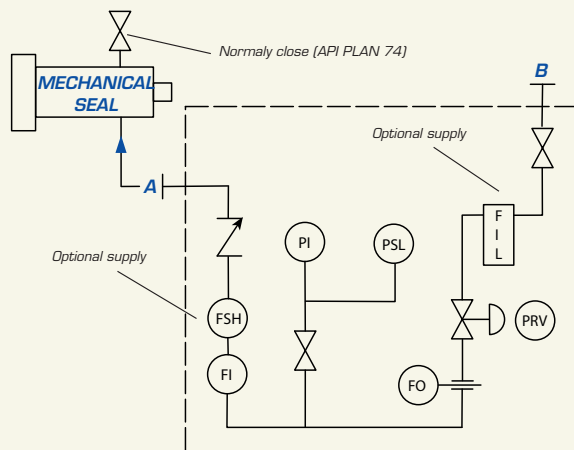 Normaly close (API PLAN 74)
MECHANICAL
SEAL
B
Optional supply
A
F
I
L
PI
PSL
Optional supply
FSH
PRV
FI
FO